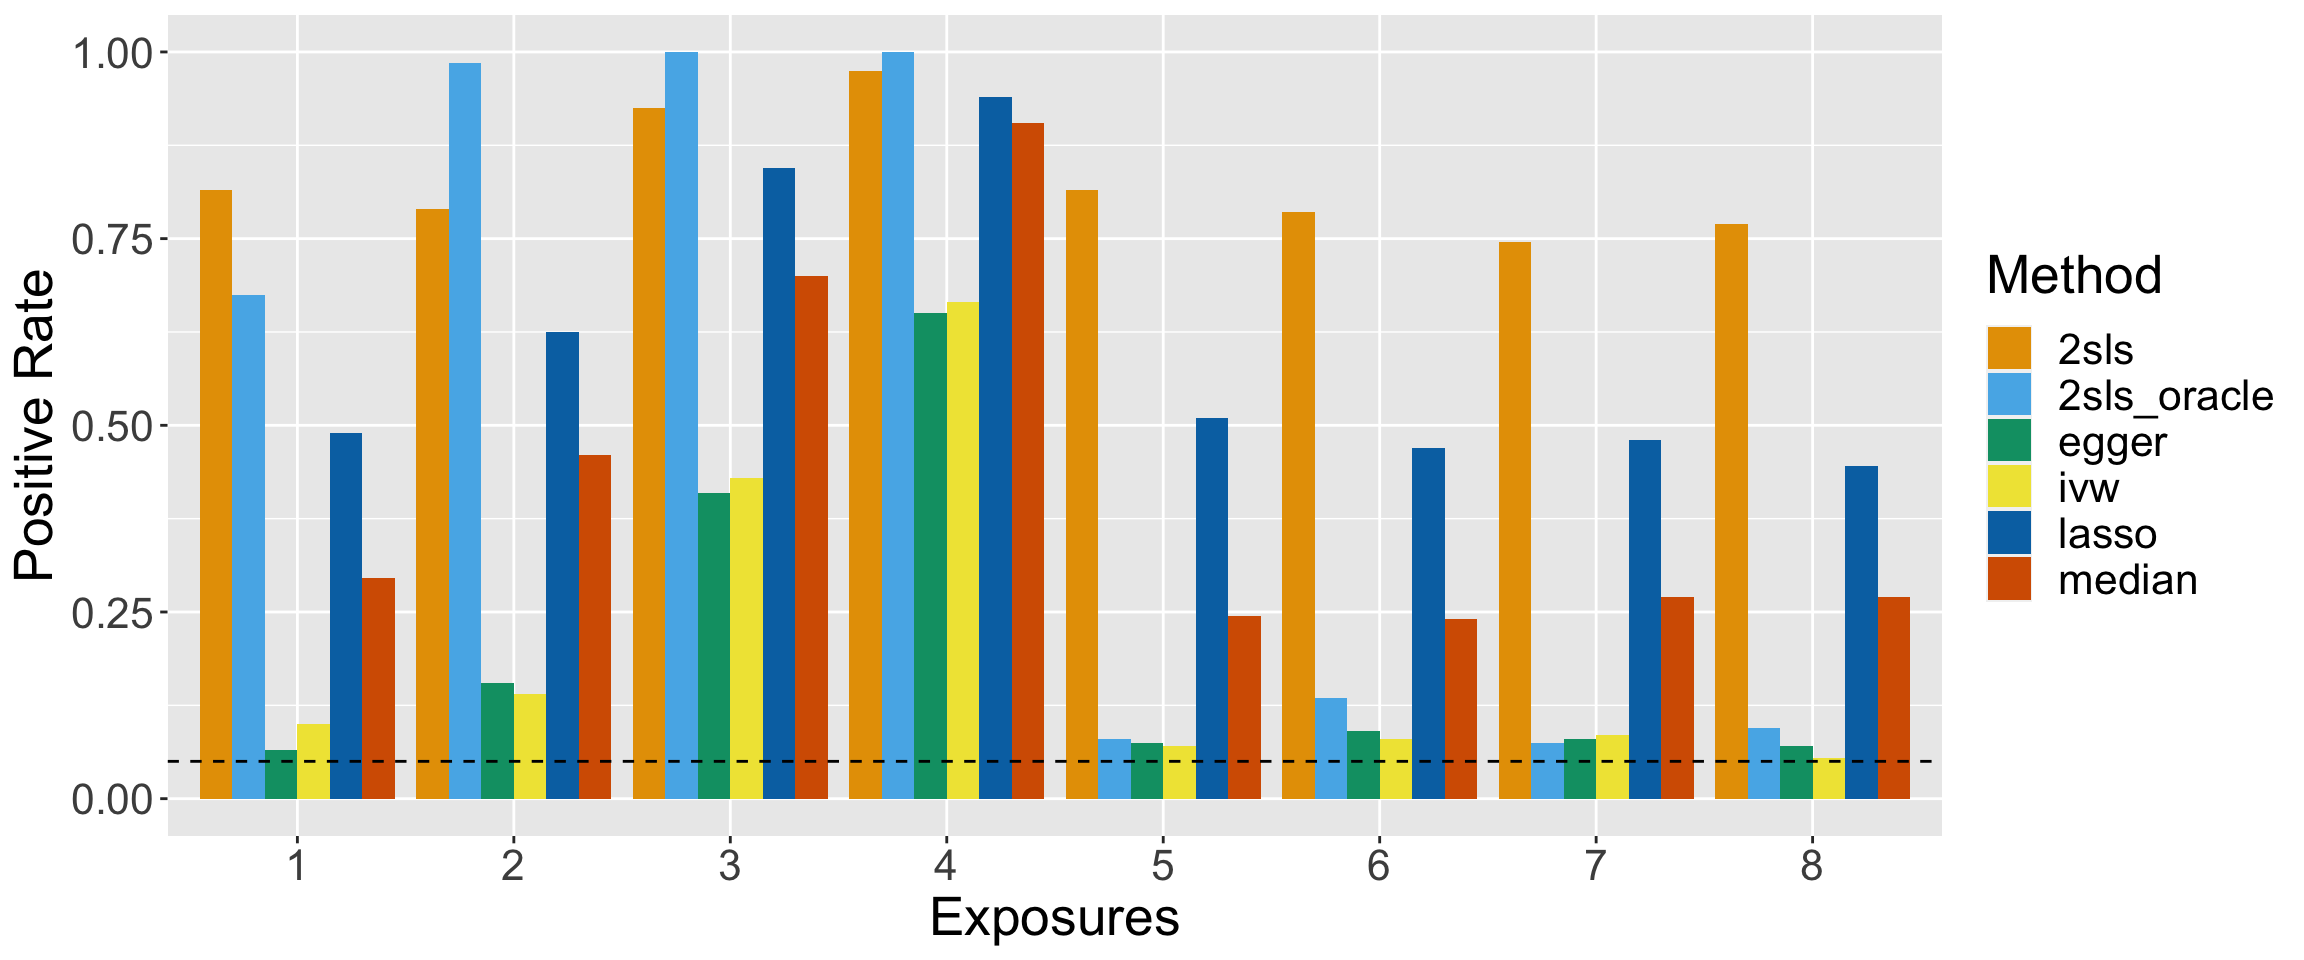 Positive Rate
1.00
0.75
0.50
0.25
0.00
1 2 3 4 5 6 7 8
Exposures
Method
2sls
2sls_oracle
egger
ivw
lasso
median